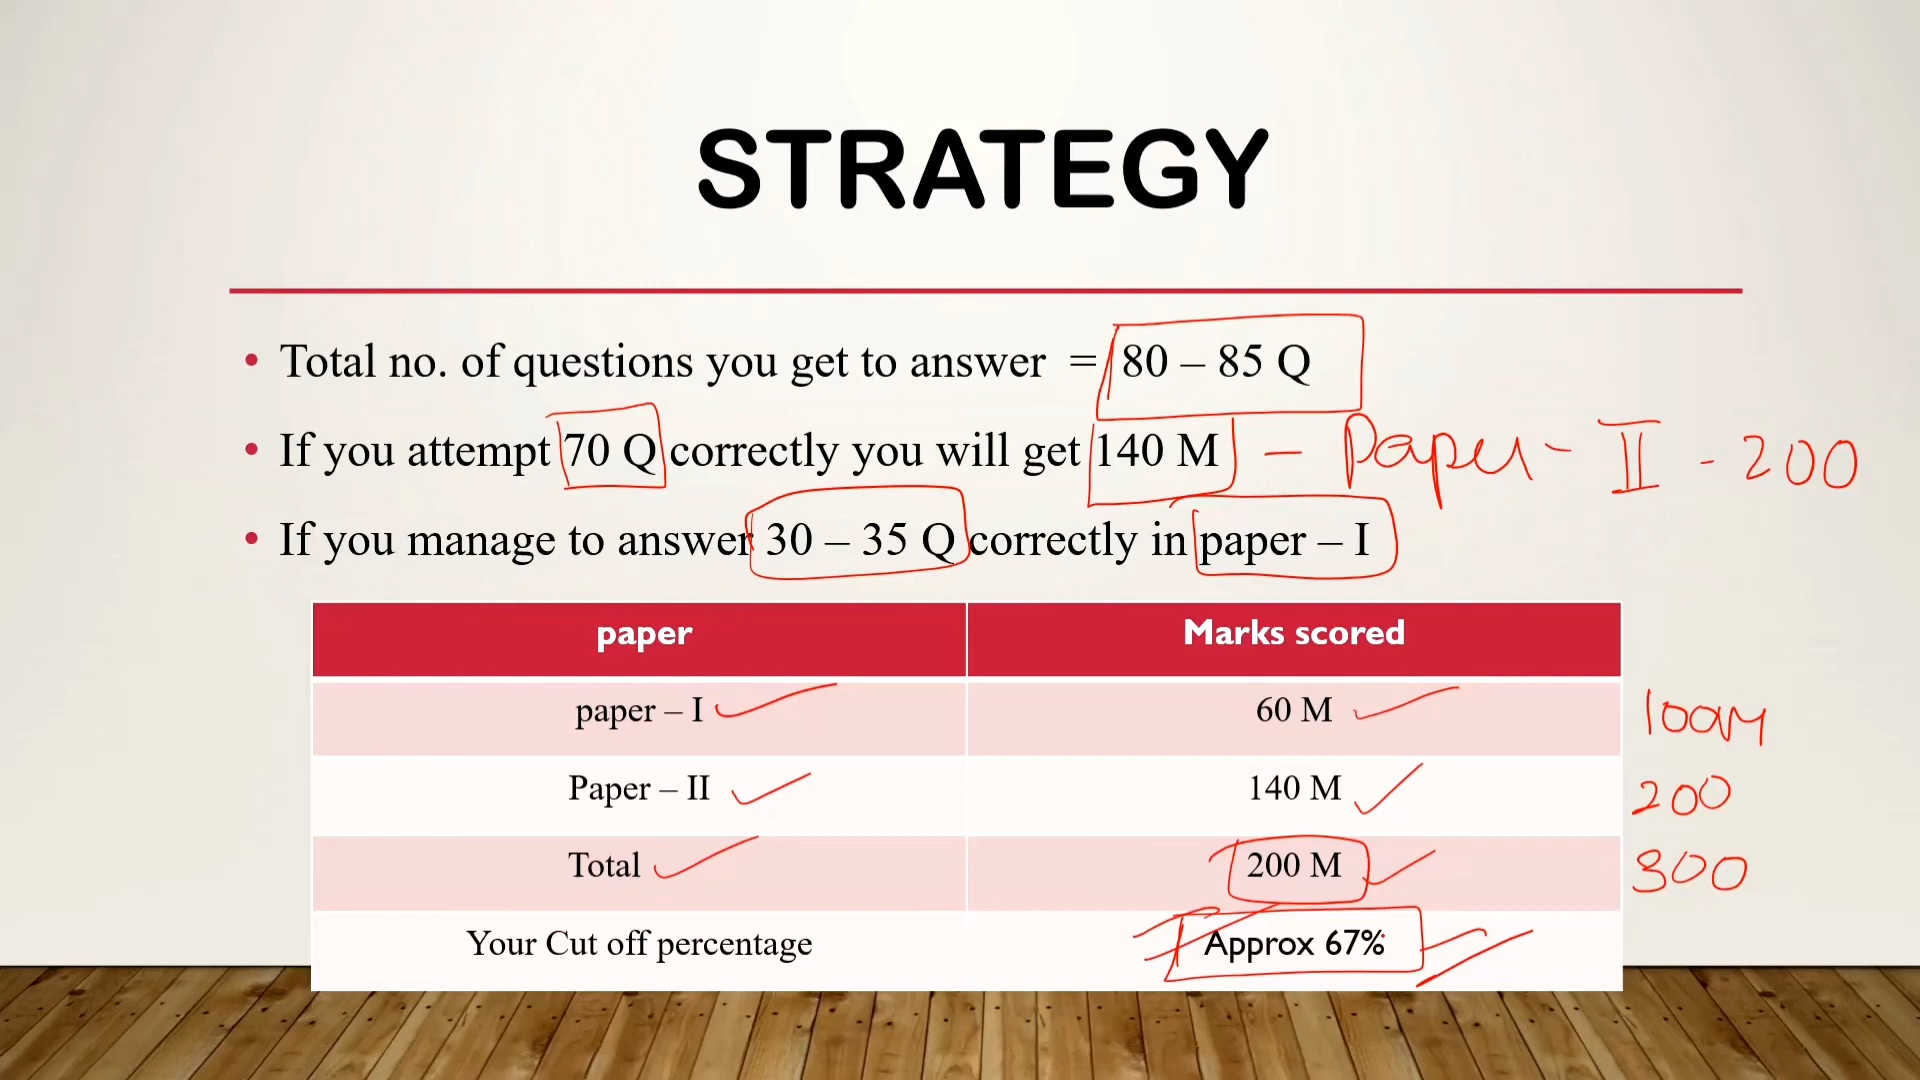 STRATEGY
• Total no. of questions you get to answer = 80 – 85 Q
• If you attempt 70 Q correctly you will get 140 M – Paper - II - 200
• If you manage to answer 30 – 35 Q correctly in paper – I
paper Marks scored
paper – I 60 M 100M
Paper – II 140 M 200
Total 200 M 300
Your Cut off percentage Approx 67%